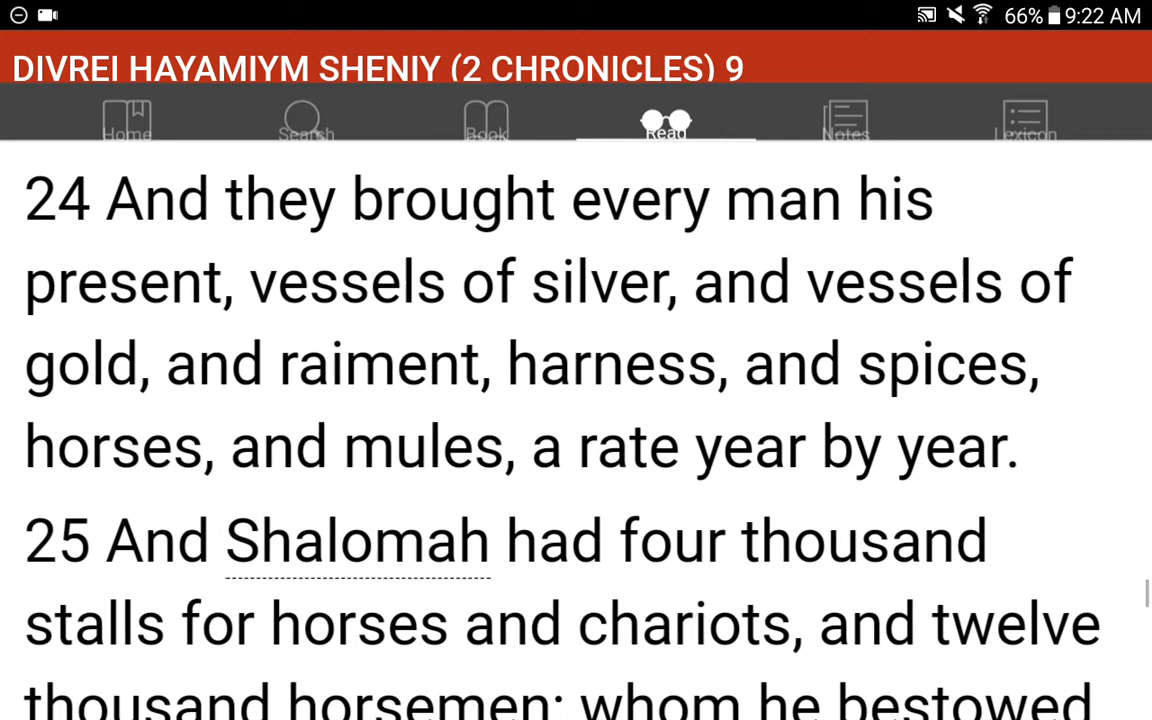 66% 9:22 AM
DIVREI HAYAMIYM SHENIY (2 CHRONICLES) 9
Home Search Book Read Notes Lexicon
24 And they brought every man his
present, vessels of silver, and vessels of
gold, and raiment, harness, and spices,
horses, and mules, a rate year by year.
25 And Shalomah had four thousand
stalls for horses and chariots, and twelve
thousand horsemen; whom he bestowed